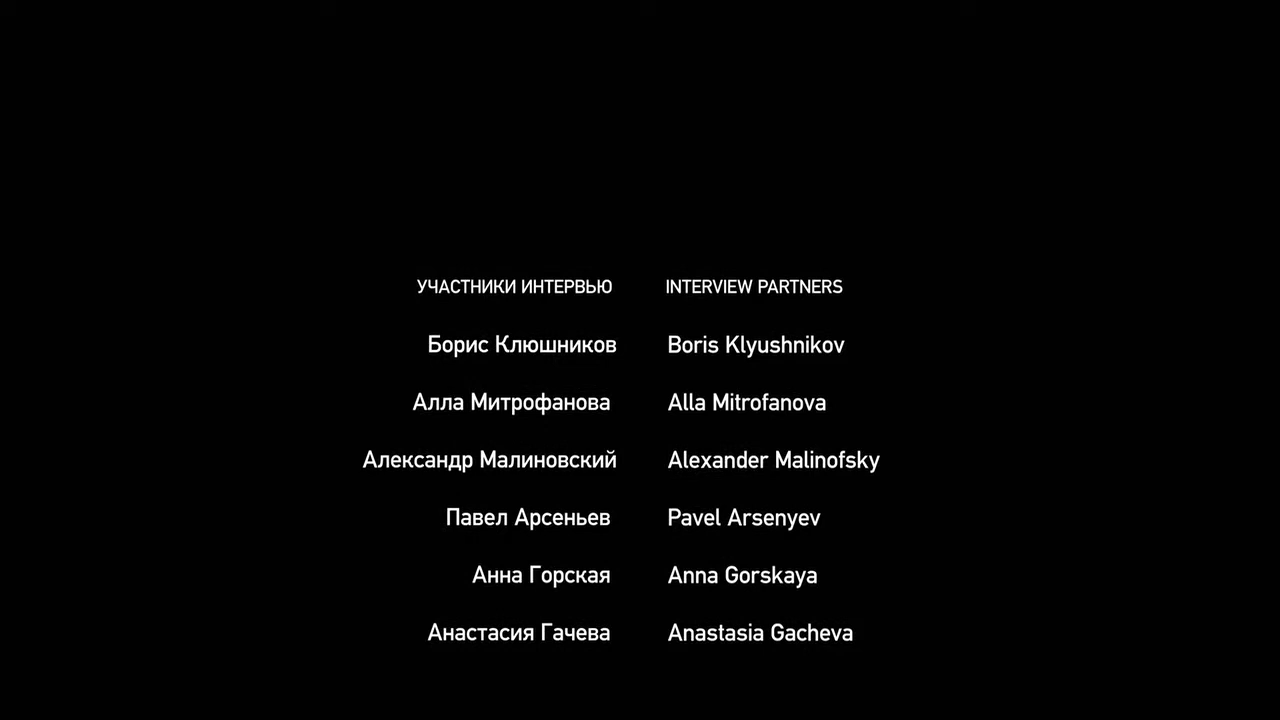 УЧАСТНИКИ ИНТЕРВЬЮ INTERVIEW PARTNERS
Борис Клюшников Boris Klyushnikov
Алла Митрофанова Alla Mitrofanova
Александр Малиновский Alexander Malinofsky
Павел Арсеньев Pavel Arsenyev
Анна Горская Anna Gorskaya
Анастасия Гачева Anastasia Gacheva